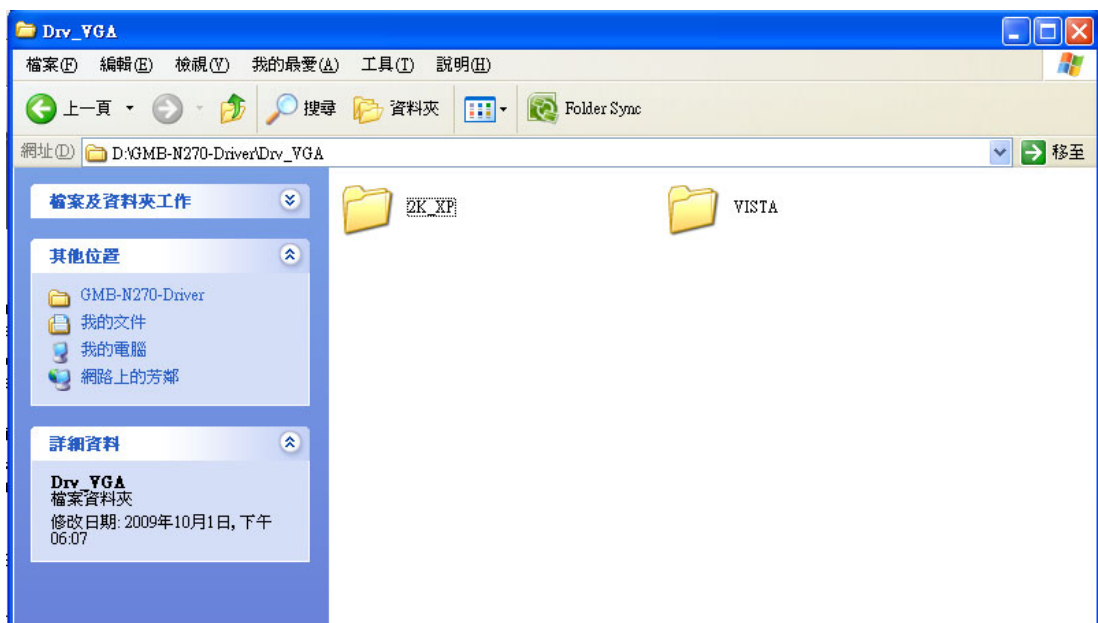 Drv_VGA
檔案(F) 編輯(E) 檢視(V) 我的最愛(A) 工具(T) 說明(H)
上一頁 搜尋 資料夾 Folder Sync
網址(D) D:\GMB-N270-Driver\Drv_VGA 移至
檔案及資料夾工作
其他位置
GMB-N270-Driver
我的文件
我的電腦
網路上的芳鄰
詳細資料
Drv_VGA
檔案資料夾
修改日期: 2009年10月1日, 下午
06:07
2K_XP
VISTA